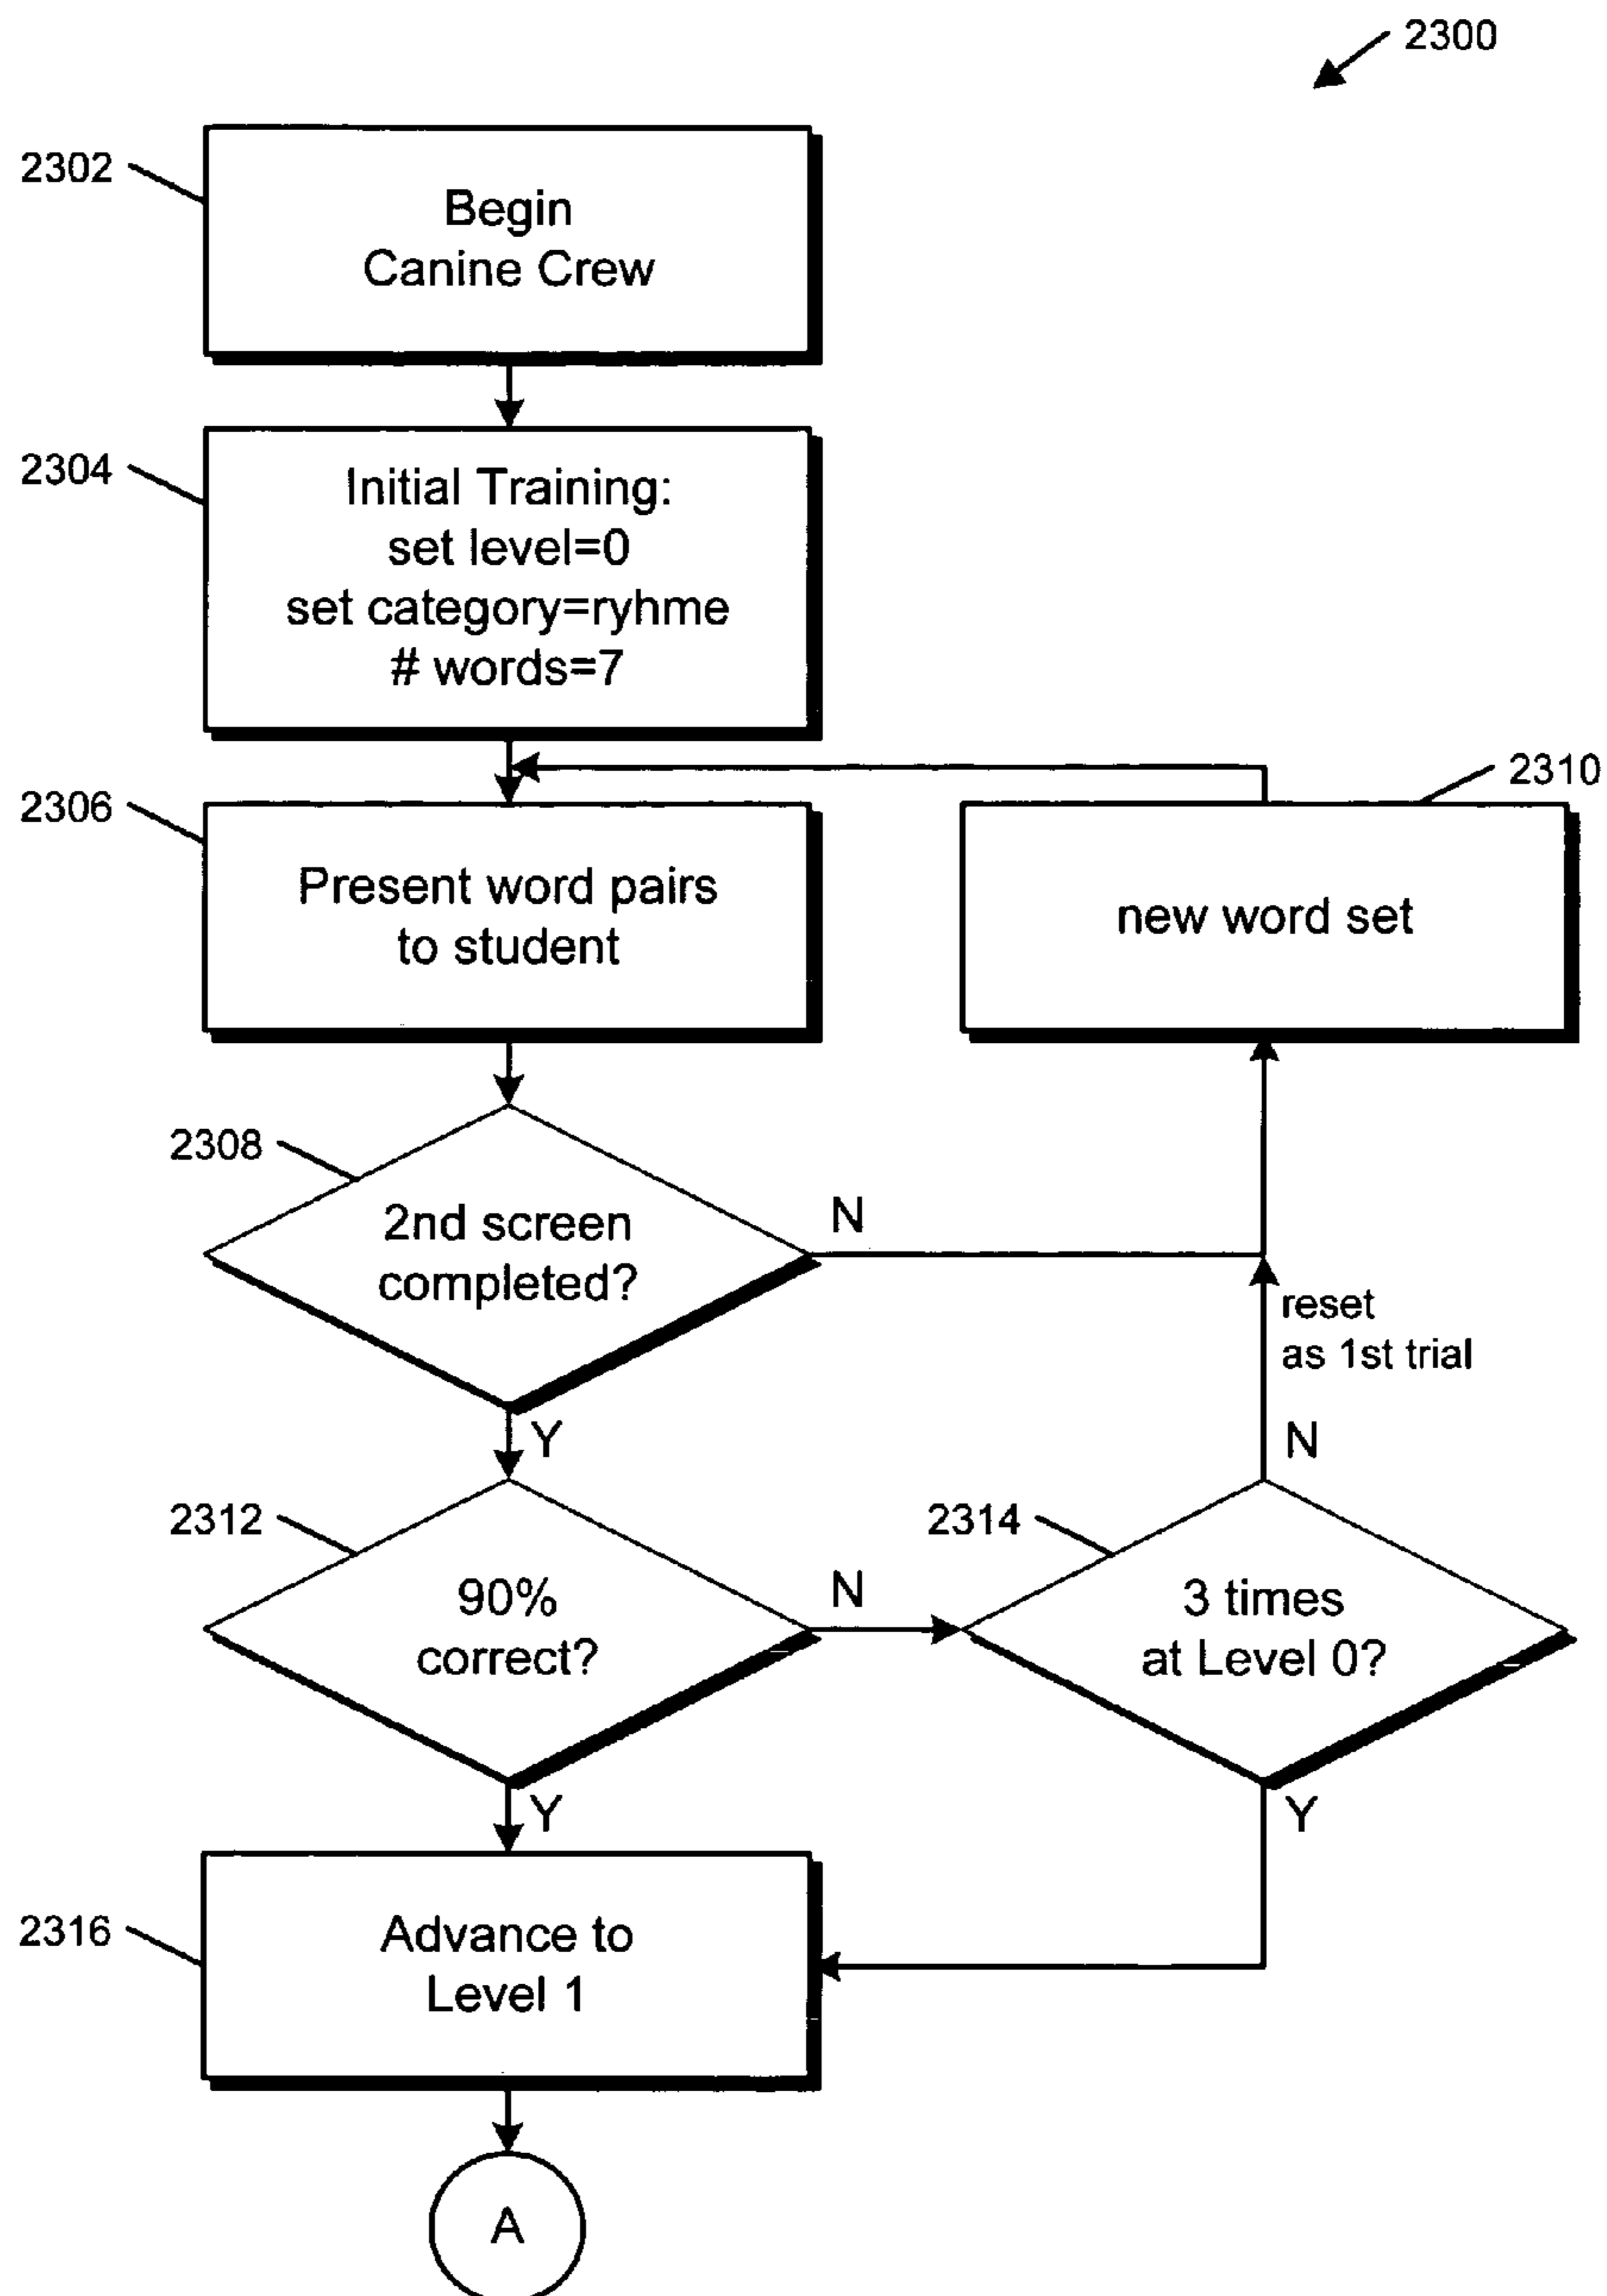 2300
2302
Begin
Canine Crew
2304
Initial Training:
set level=0
set category=ryhme
# words=7
2306
Present word pairs
to student
2310
new word set
2308
2nd screen
completed?
N
Y
reset
as 1st trial
N
2312
90%
correct?
N
Y
2314
3 times
at Level 0?
Y
2316
Advance to
Level 1
A